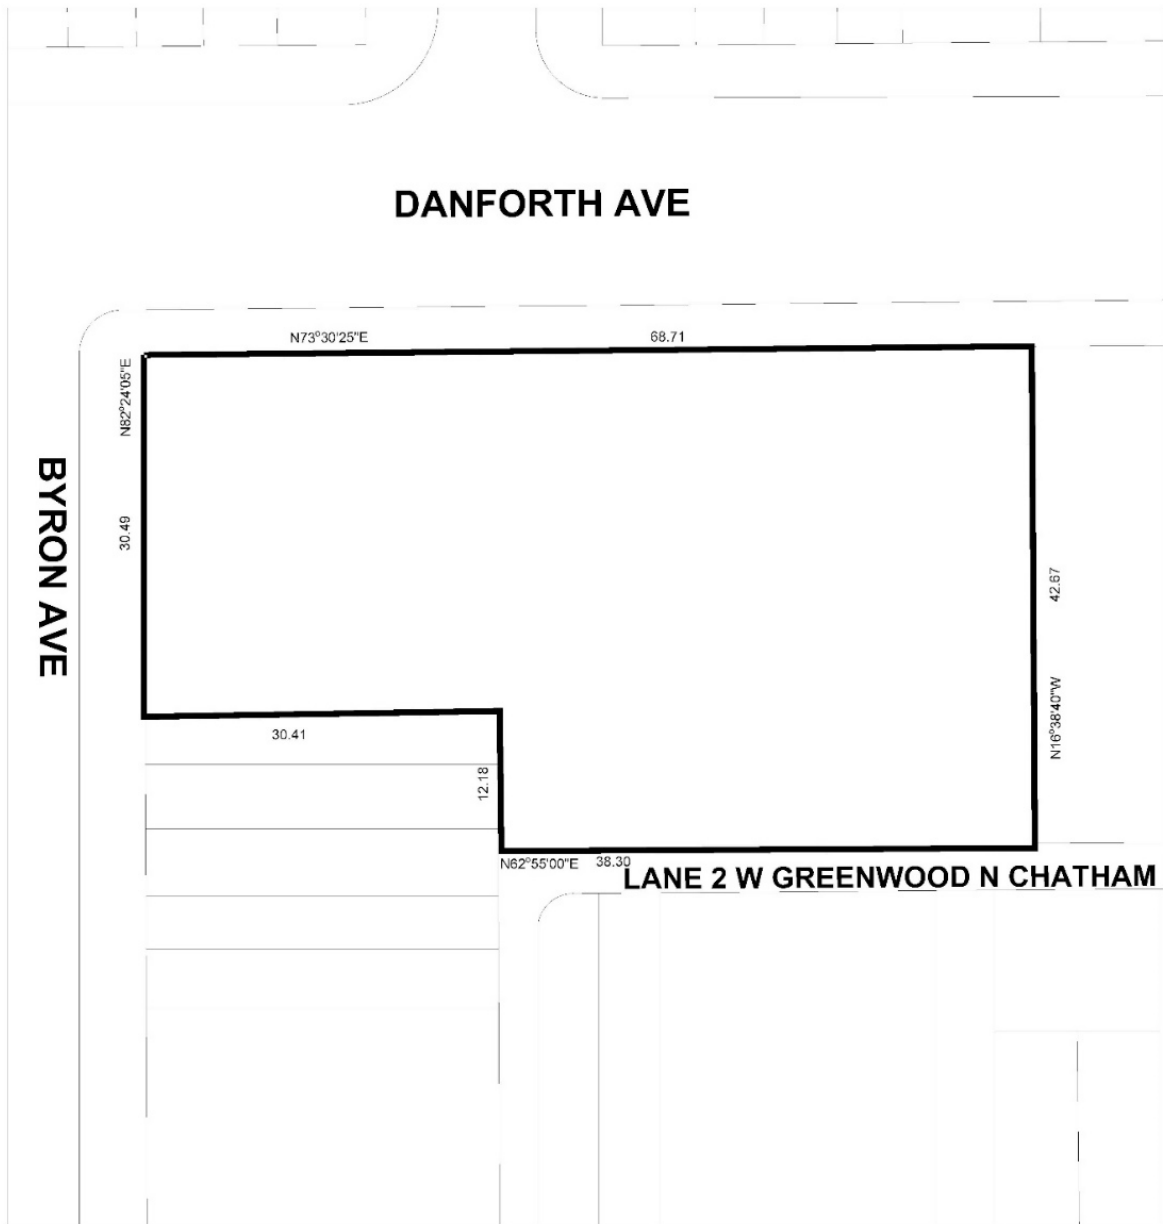 DANFORTH AVE
N73°30'25"E
68.71
N82°24'05"E
BYRON AVE
30.49
42.67
N16°38'40"W
30.41
12.18
N62°55'00"E
38.30
LANE 2 W GREENWOOD N CHATHAM